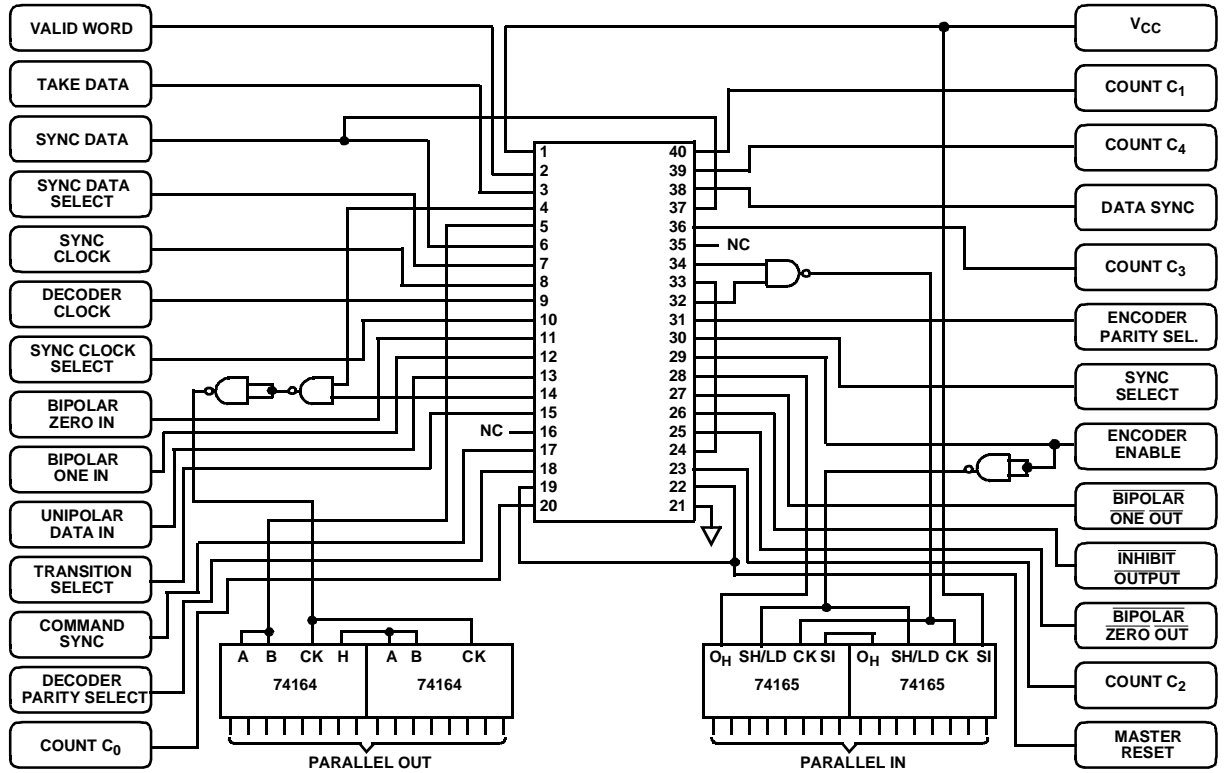 VALID WORD
TAKE DATA
SYNC DATA
SYNC DATA
SELECT
SYNC
CLOCK
DECODER
CLOCK
SYNC CLOCK
SELECT
BIPOLAR
ZERO IN
BIPOLAR
ONE IN
UNIPOLAR
DATA IN
TRANSITION
SELECT
COMMAND
SYNC
DECODER
PARITY SELECT
COUNT C0
1
2
3
4
5
6
7
8
9
10
11
12
13
14
15
NC 16
17
18
19
20
40
39
38
37
36
35 NC
34
33
32
31
30
29
28
27
26
25
24
23
22
21
VCC
COUNT C1
COUNT C4
DATA SYNC
COUNT C3
ENCODER
PARITY SEL.
SYNC
SELECT
ENCODER
ENABLE
BIPOLAR
ONE OUT
INHIBIT
OUTPUT
BIPOLAR
ZERO OUT
COUNT C2
MASTER
RESET
A B CK H A B CK
74164 74164
PARALLEL OUT
OH SH/LD CK SI OH SH/LD CK SI
74165 74165
PARALLEL IN